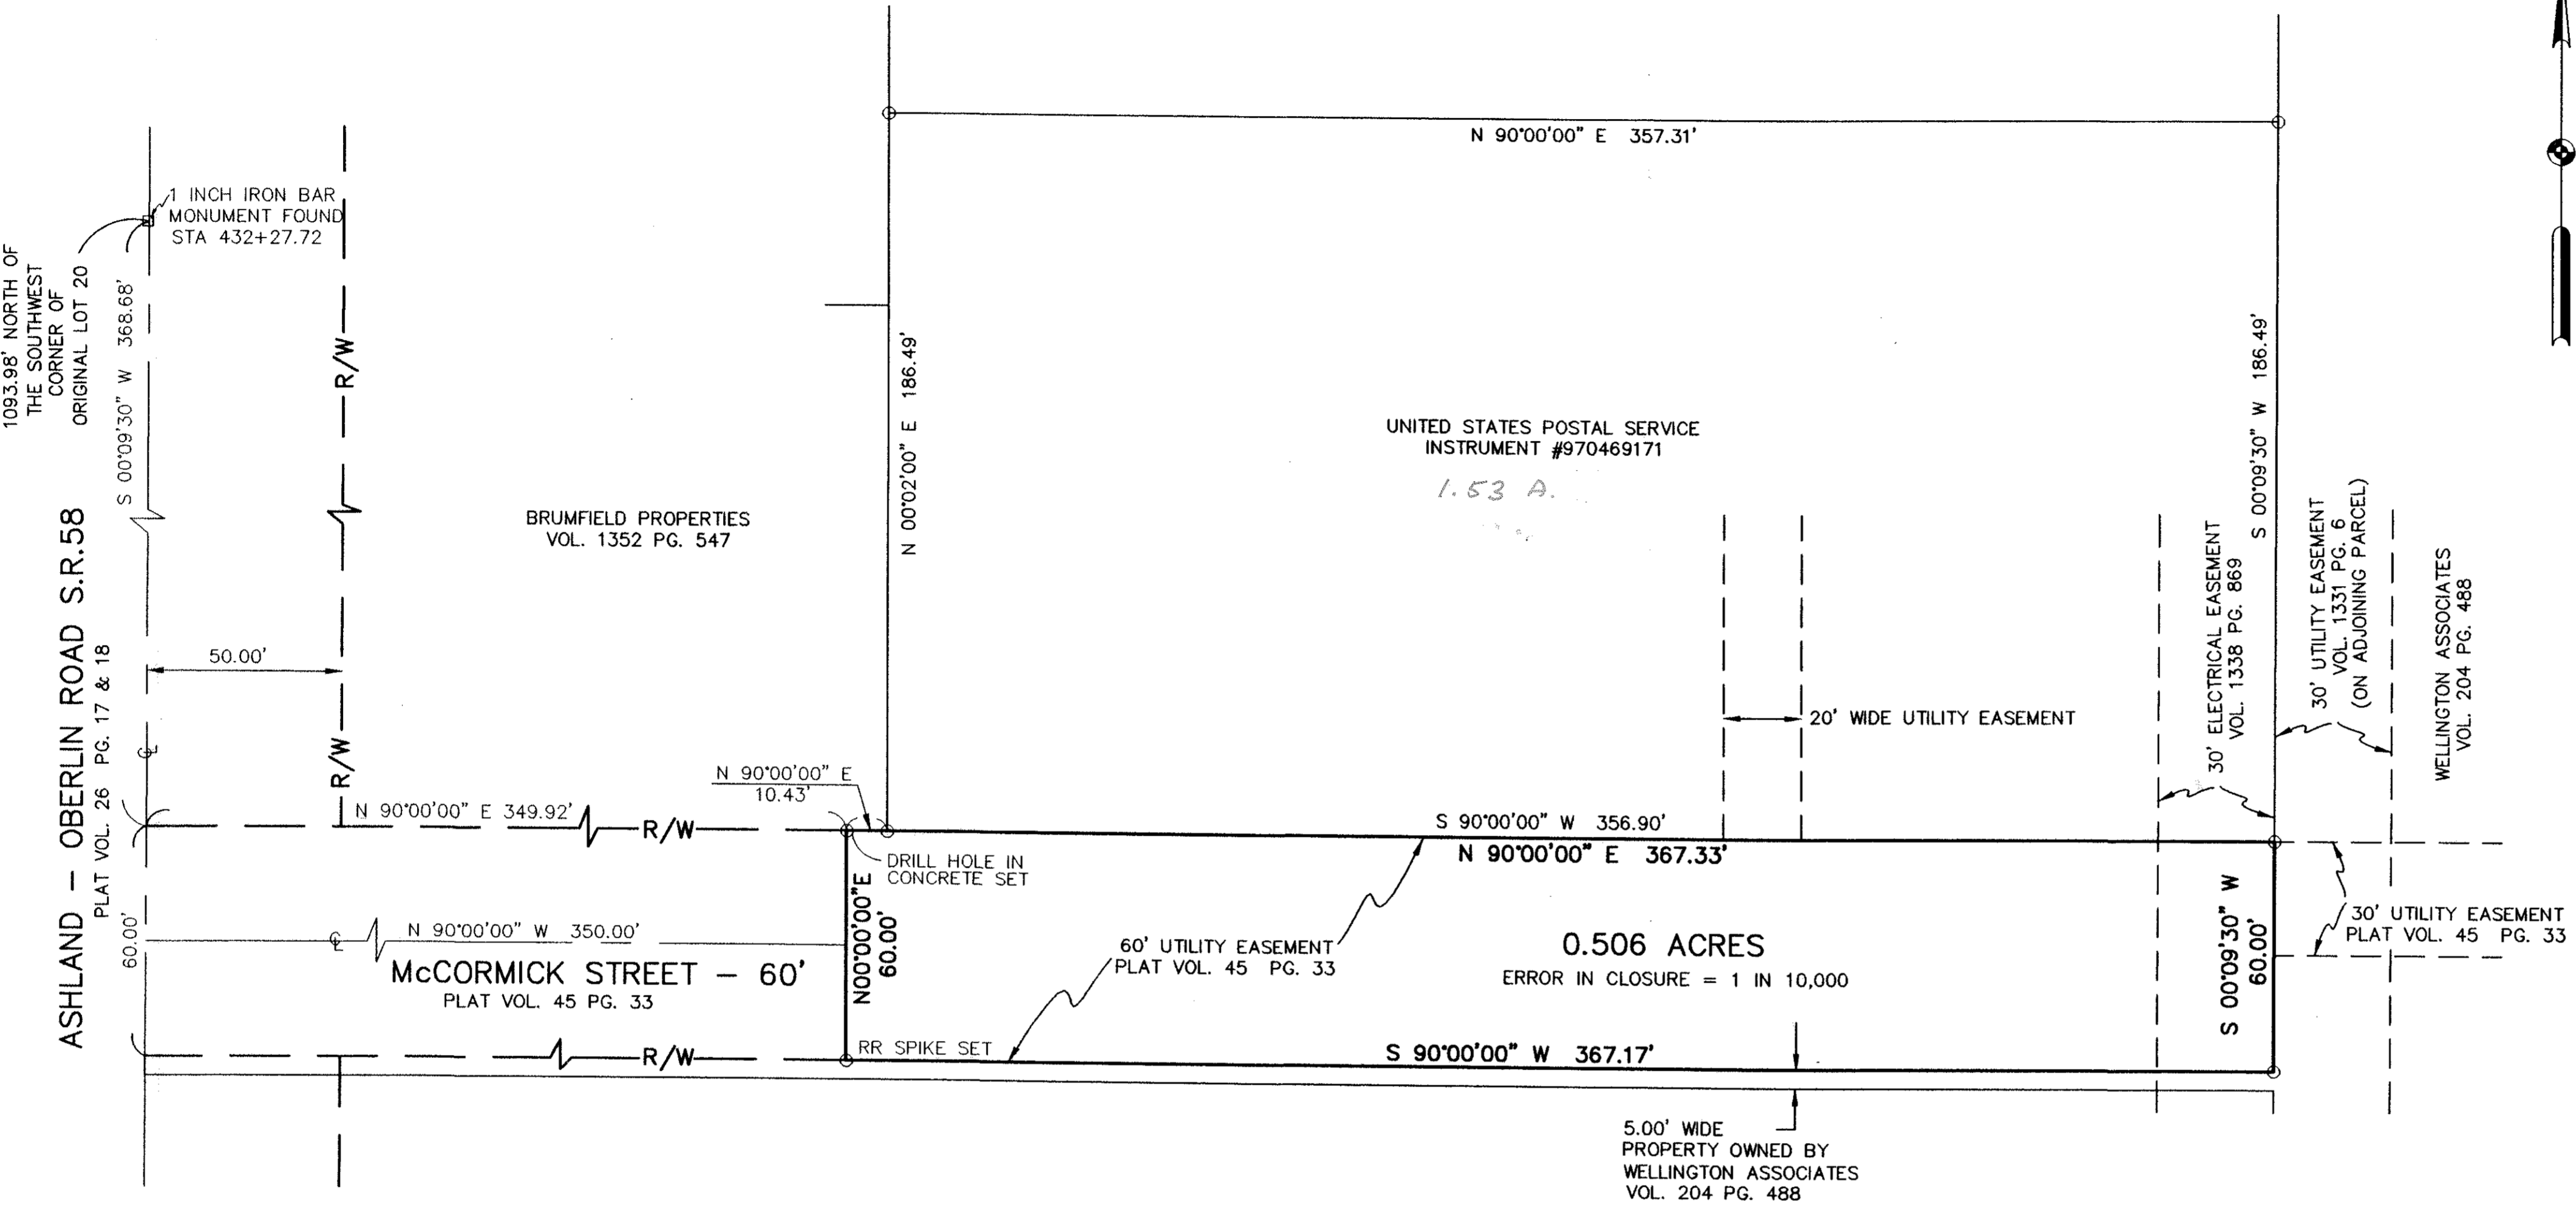 N 90°00'00" E 357.31'
1 INCH IRON BAR
MONUMENT FOUND
STA 432+27.72
1093.98' NORTH OF
THE SOUTHWEST
CORNER OF
ORIGINAL LOT 20
S 00°09'30" W 368.68'
R/W
N 00°02'00" E 186.49'
S 00°09'30" W 186.49'
UNITED STATES POSTAL SERVICE
INSTRUMENT #970469171
1.53 A.
BRUMFIELD PROPERTIES
VOL. 1352 PG. 547
ASHLAND - OBERLIN ROAD S.R.58
PLAT VOL. 26 PG. 17 & 18
50.00'
R/W
30' ELECTRICAL EASEMENT
VOL. 1338 PG. 869
30' UTILITY EASEMENT
VOL. 1331 PG. 6
(ON ADJOINING PARCEL)
WELLINGTON ASSOCIATES
VOL. 204 PG. 488
20' WIDE UTILITY EASEMENT
N 90°00'00" E
10.43'
N 90°00'00" E 349.92'
R/W
S 90°00'00" W 356.90'
N 90°00'00" E 367.33'
DRILL HOLE IN
CONCRETE SET
60.00'
N 90°00'00" W 350.00'
McCORMICK STREET - 60'
PLAT VOL. 45 PG. 33
N00°00'00"E
60.00'
60' UTILITY EASEMENT
PLAT VOL. 45 PG. 33
0.506 ACRES
ERROR IN CLOSURE = 1 IN 10,000
S 00°09'30" W
60.00'
30' UTILITY EASEMENT
PLAT VOL. 45 PG. 33
R/W
RR SPIKE SET
S 90°00'00" W 367.17'
5.00' WIDE
PROPERTY OWNED BY
WELLINGTON ASSOCIATES
VOL. 204 PG. 488